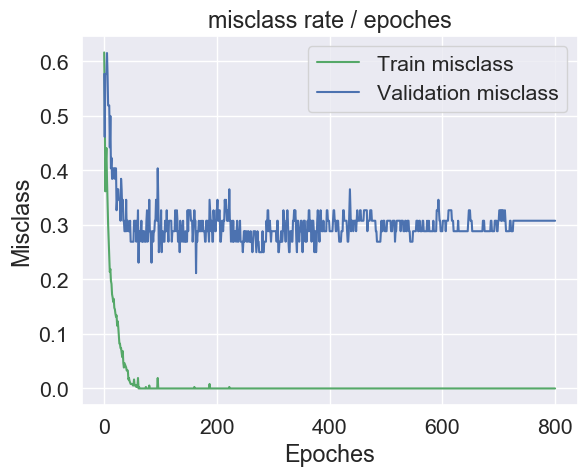 misclass rate / epoches
Train misclass
Validation misclass
Misclass
0.6
0.5
0.4
0.3
0.2
0.1
0.0
0 200 400 600 800
Epoches